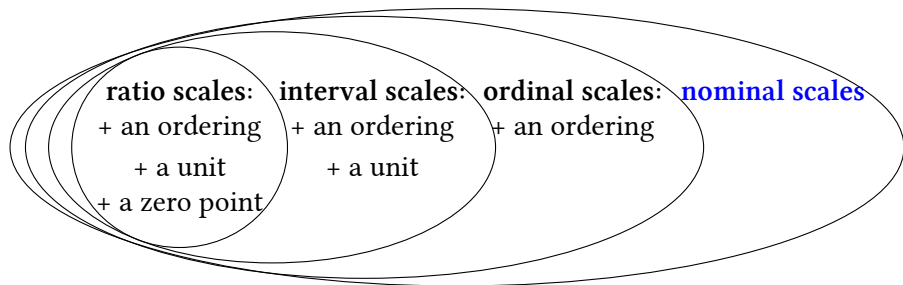 ratio scales: interval scales: ordinal scales: nominal scales
+ an ordering + an ordering + an ordering
+ a unit + a unit
+ a zero point